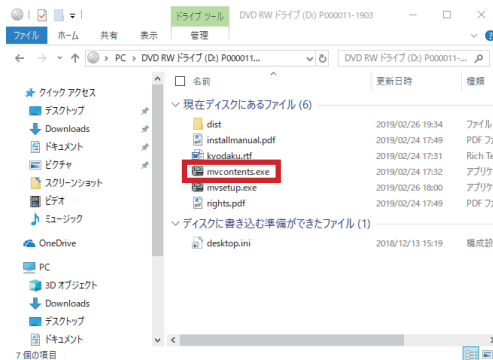 ドライブ ツール
DVD RW ドライブ (D:) P000011-1903
ファイル ホーム 共有 表示 管理
PC > DVD RW ドライブ (D:) P000011...
DVD RW ドライブ (D:) P000011-...
名前 更新日時 種類
クイック アクセス
デスクトップ
Downloads
ドキュメント
ピクチャ
スクリーンショット
ビデオ
ミュージック
OneDrive
PC
3D オブジェクト
Downloads
デスクトップ
ドキュメント
現在ディスクにあるファイル (6)
dist 2019/02/26 19:34 ファイル
installmanual.pdf 2019/02/24 17:49 PDF ファ
kyodaku.rtf 2019/02/24 17:31 Rich Te
mvcontents.exe 2019/02/24 17:32 アプリケ
mvsetup.exe 2019/02/26 18:00 アプリケ
rights.pdf 2019/02/24 17:49 PDF ファ
ディスクに書き込む準備ができたファイル (1)
desktop.ini 2018/12/13 15:19 構成設
7 個の項目